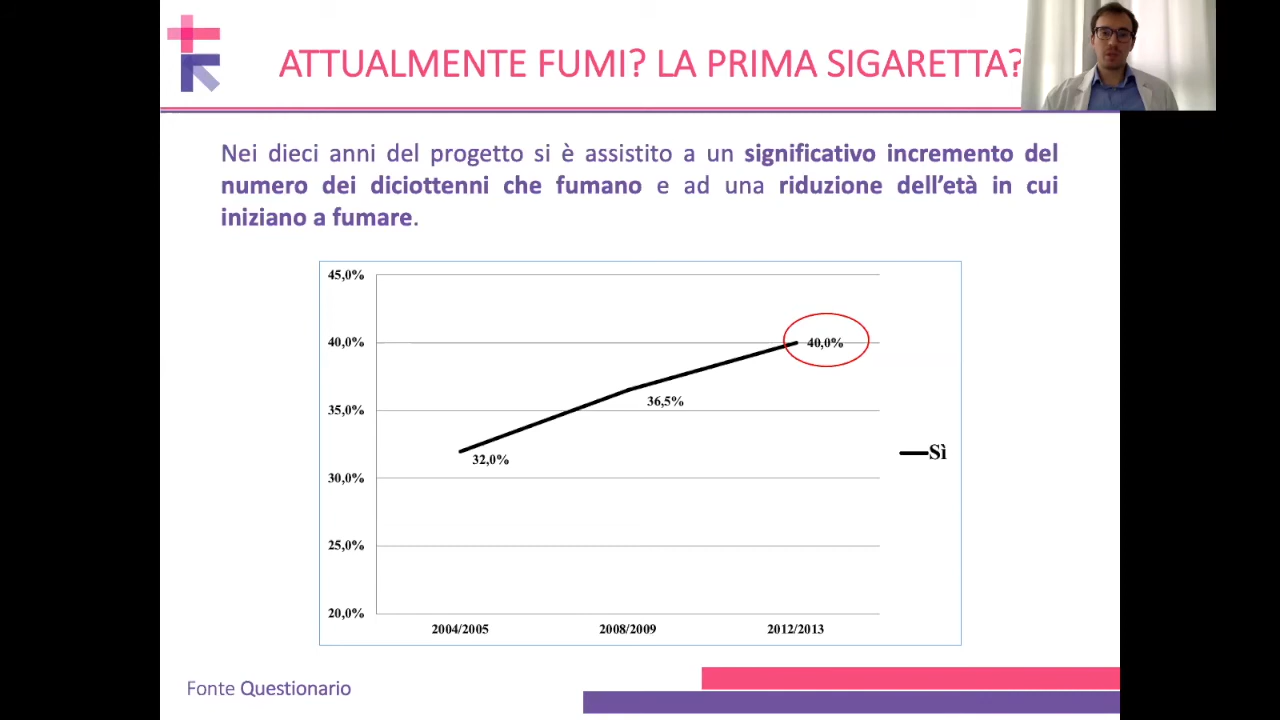 ATTUALMENTE FUMI? LA PRIMA SIGARETTA?
Nei dieci anni del progetto si è assistito a un significativo incremento del
numero dei diciottenni che fumano e ad una riduzione dell’età in cui
iniziano a fumare.
45,0%
40,0%
40,0%
36,5%
35,0%
Sì
32,0%
30,0%
25,0%
20,0%
2004/2005 2008/2009 2012/2013
Fonte Questionario